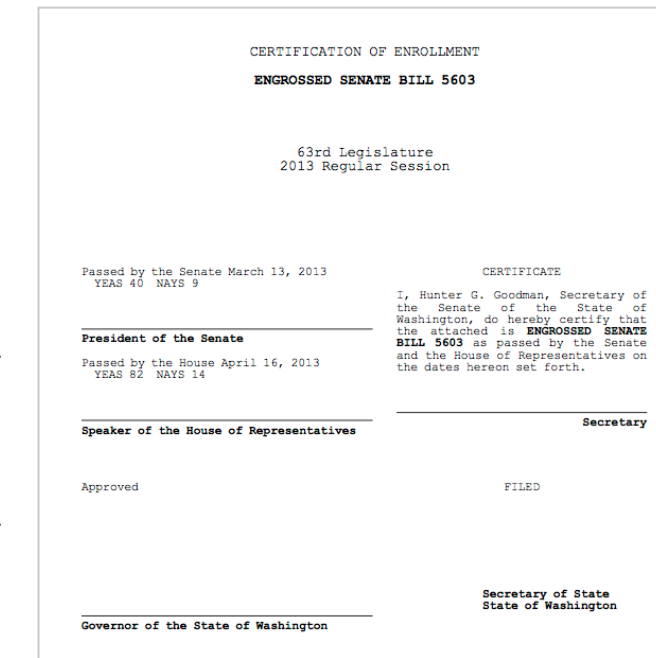 CERTIFICATION OF ENROLLMENT
ENGROSSED SENATE BILL 5603
63rd Legislature
2013 Regular Session
Passed by the Senate March 13, 2013
YEAS 40 NAYS 9
President of the Senate
Passed by the House April 16, 2013
YEAS 82 NAYS 14
Speaker of the House of Representatives
CERTIFICATE
I, Hunter G. Goodman, Secretary of
the Senate of the State of
Washington, do hereby certify that
the attached is ENGROSSED SENATE
BILL 5603 as passed by the Senate
and the House of Representatives on
the dates hereon set forth.
Secretary
Approved
FILED
Secretary of State
State of Washington
Governor of the State of Washington